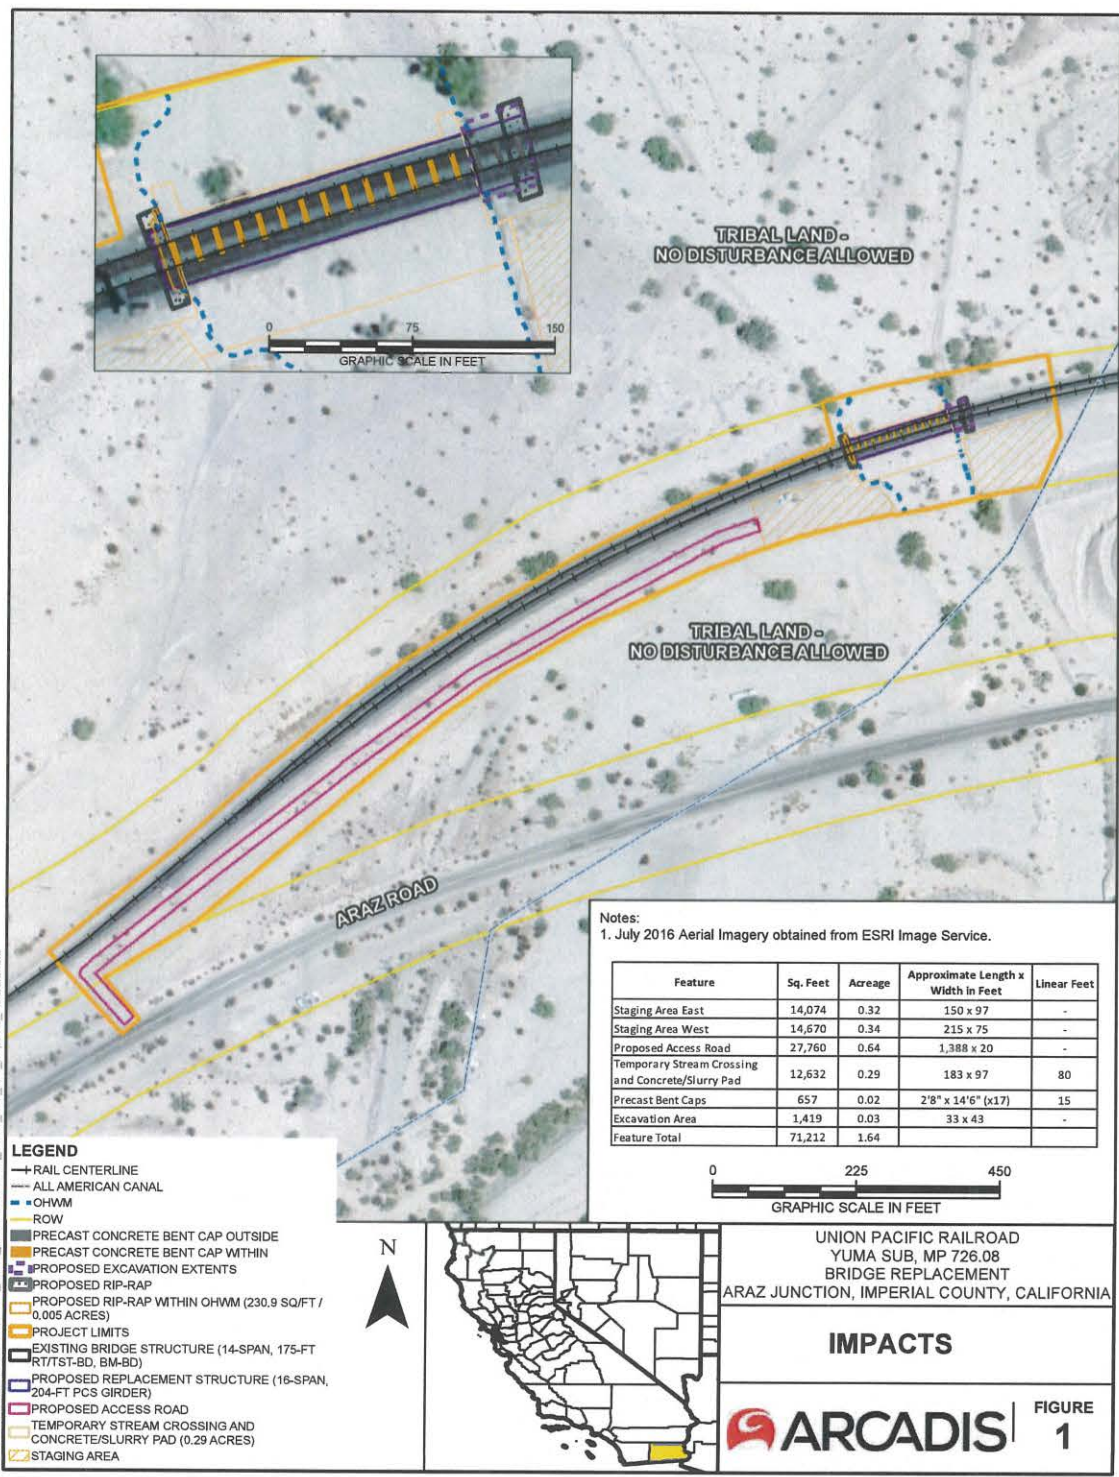 0 75 150
GRAPHIC SCALE IN FEET
TRIBAL LAND -
NO DISTURBANCE ALLOWED
TRIBAL LAND -
NO DISTURBANCE ALLOWED
ARAZ ROAD
Notes:
1. July 2016 Aerial Imagery obtained from ESRI Image Service.
Feature Sq. Feet Acreage Approximate Length x Width in Feet Linear Feet
Staging Area East 14,074 0.32 150 x 97 -
Staging Area West 14,670 0.34 215 x 75 -
Proposed Access Road 27,760 0.64 1,388 x 20 -
Temporary Stream Crossing and Concrete/Slurry Pad 12,632 0.29 183 x 97 80
Precast Bent Caps 657 0.02 2'8" x 14'6" (x17) 15
Excavation Area 1,419 0.03 33 x 43 -
Feature Total 71,212 1.64
0 225 450
GRAPHIC SCALE IN FEET
LEGEND
RAIL CENTERLINE
ALL AMERICAN CANAL
OHWM
ROW
PRECAST CONCRETE BENT CAP OUTSIDE
PRECAST CONCRETE BENT CAP WITHIN
PROPOSED EXCAVATION EXTENTS
PROPOSED RIP-RAP
PROPOSED RIP-RAP WITHIN OHWM (230.9 SQ/FT /
0.005 ACRES)
PROJECT LIMITS
EXISTING BRIDGE STRUCTURE (14-SPAN, 175-FT
RT/TST-BD, BM-BD)
PROPOSED REPLACEMENT STRUCTURE (16-SPAN,
204-FT PCS GIRDER)
PROPOSED ACCESS ROAD
TEMPORARY STREAM CROSSING AND
CONCRETE/SLURRY PAD (0.29 ACRES)
STAGING AREA
N
UNION PACIFIC RAILROAD
YUMA SUB, MP 726.08
BRIDGE REPLACEMENT
ARAZ JUNCTION, IMPERIAL COUNTY, CALIFORNIA
IMPACTS
ARCADIS
FIGURE
1